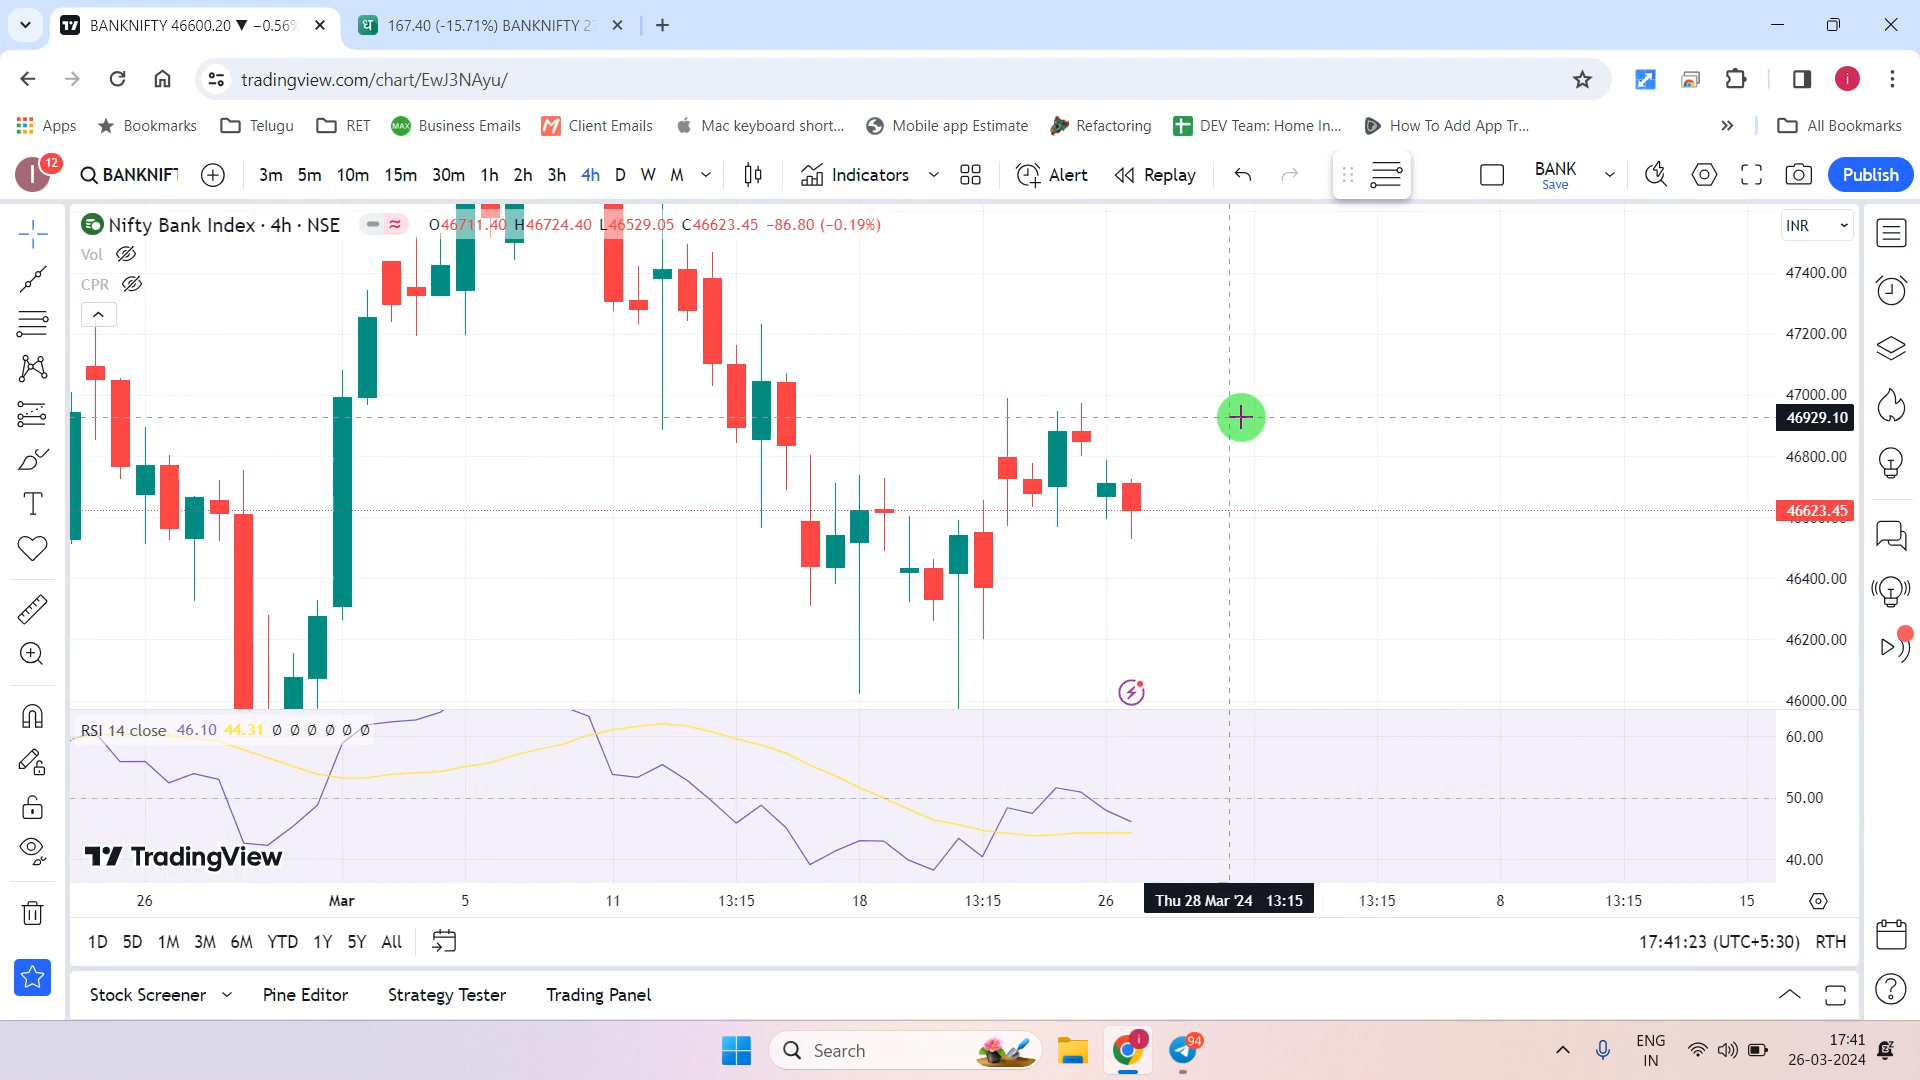 BANKNIFTY 46600.20 ▼ −0.56%
167.40 (-15.71%) BANKNIFTY 27
tradingview.com/chart/EwJ3NAyu/
i
Apps
Bookmarks
Telugu
RET
MAX
Business Emails
Client Emails
Mac keyboard short...
Mobile app Estimate
Refactoring
DEV Team: Home In...
How To Add App Tr...
All Bookmarks
I
12
BANKNIFT
3m 5m 10m 15m 30m 1h 2h 3h 4h D W M
Indicators
Alert
Replay
BANK
Save
Publish
Nifty Bank Index · 4h · NSE
O46711.40 H46724.40 L46529.05 C46623.45 −86.80 (−0.19%)
INR
Vol
CPR
47400.00
47200.00
47000.00
46929.10
46800.00
46623.45
46400.00
46200.00
46000.00
RSI 14 close 46.10 44.31 Ø Ø Ø Ø Ø Ø
60.00
50.00
40.00
TradingView
26 Mar 5 11 13:15 18 13:15 26 Thu 28 Mar '24 13:15 13:15 8 13:15 15
1D 5D 1M 3M 6M YTD 1Y 5Y All
17:41:23 (UTC+5:30) RTH
Stock Screener
Pine Editor
Strategy Tester
Trading Panel
Search
i
94
ENG
IN
17:41
26-03-2024